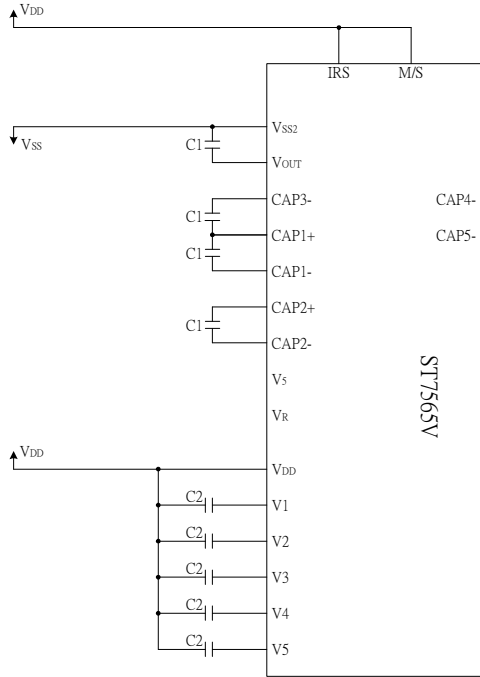 VDD
IRS M/S
VSS2
VSS
C1
VOUT
CAP3- CAP4-
C1
CAP1+ CAP5-
C1
CAP1-
CAP2+
C1
CAP2-
ST7565V
V5
VR
VDD
VDD
C2
V1
C2
V2
C2
V3
C2
V4
C2
V5